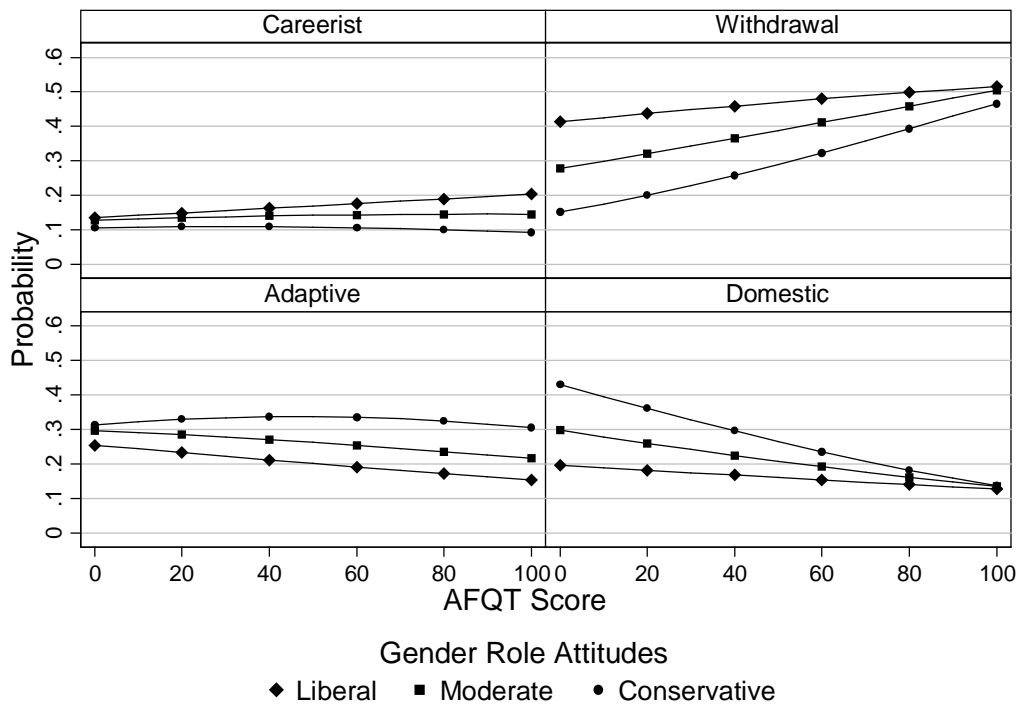 Careerist
Withdrawal
.6
.5
.4
.3
.2
.1
0
Adaptive
Domestic
.6
.5
.4
.3
.2
.1
0
Probability
0 20 40 60 80 100 0 20 40 60 80 100
AFQT Score
Gender Role Attitudes
Liberal Moderate Conservative